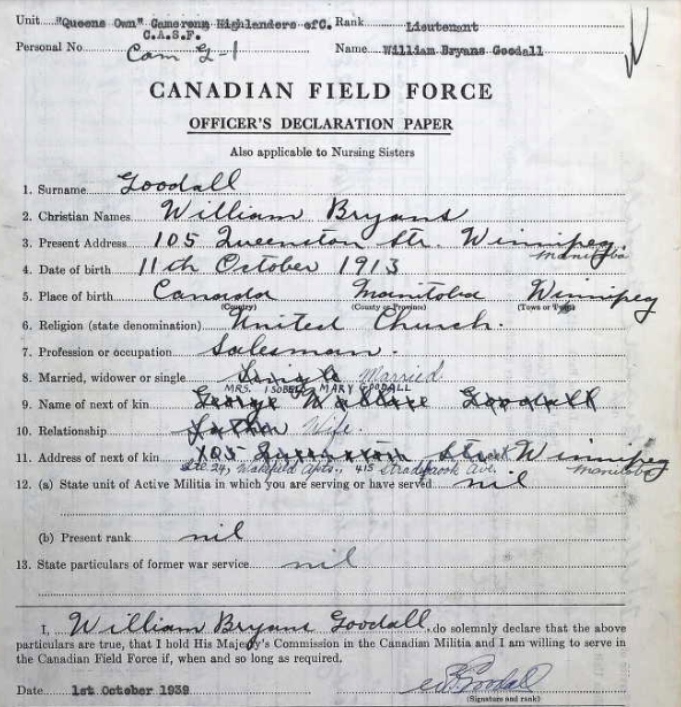 Unit "Queens Own" Camerons Highlanders of C. Rank Lieutenant
C.A.S.F.
Personal No Cam G-1 Name William Bryans Goodall
CANADIAN FIELD FORCE
OFFICER'S DECLARATION PAPER
Also applicable to Nursing Sisters
1. Surname Goodall
2. Christian Names William Bryans
3. Present Address 105 Queenston Str. Winnipeg.
Manitoba
4. Date of birth 11th October 1913
5. Place of birth Canada Manitoba Winnipeg
(Country) (County or Province) (Town or Township)
6. Religion (state denomination) United Church.
7. Profession or occupation Salesman.
8. Married, widower or single Single Married
MRS. ISOBEL MARY GOODALL
9. Name of next of kin George Wallace Goodall
10. Relationship Father Wife.
11. Address of next of kin 105 Queenston Street Winnipeg
Ste 24, Wakefield Apts., 415 Stradbrook Ave. Manitoba
12. (a) State unit of Active Militia in which you are serving or have served nil
(b) Present rank nil
13. State particulars of former war service nil
I, William Bryans Goodall, do solemnly declare that the above
particulars are true, that I hold His Majesty's Commission in the Canadian Militia and I am willing to serve in
the Canadian Field Force if, when and so long as required.
Date 1st October 1939 WB Goodall
(Signature and rank)